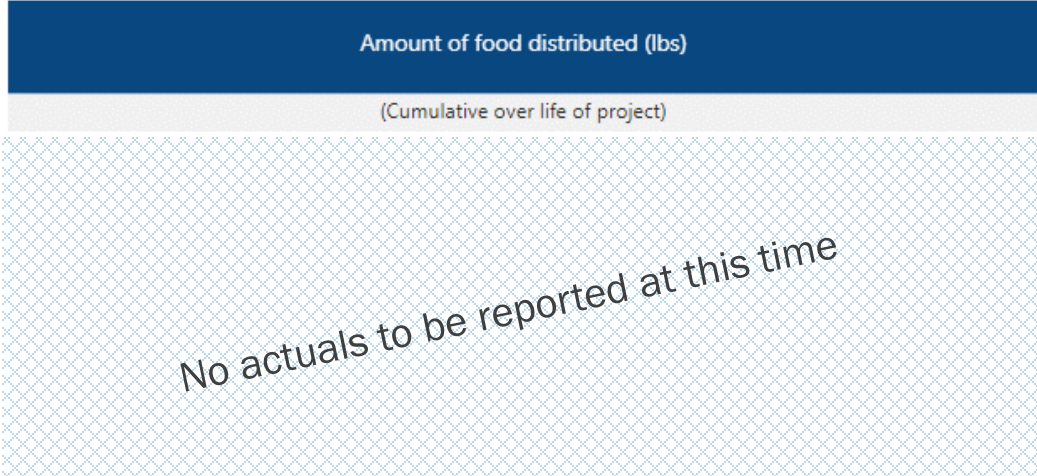 Amount of food distributed (lbs)
(Cumulative over life of project)
No actuals to be reported at this time